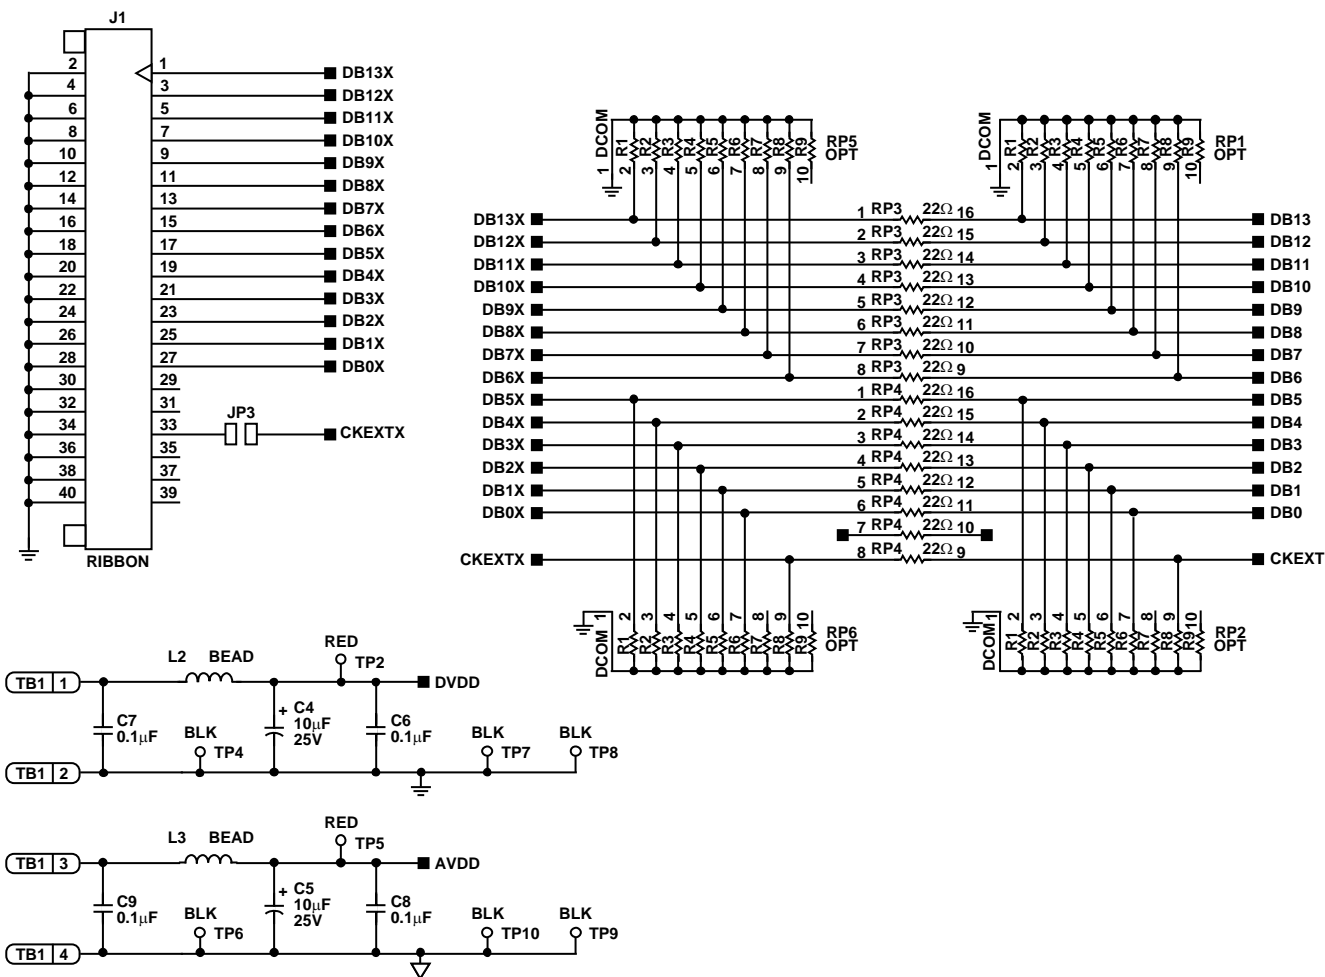 J1
2 1 DB13X
4 3 DB12X
6 5 DB11X
8 7 DB10X
10 9 DB9X
12 11 DB8X
14 13 DB7X
16 15 DB6X
18 17 DB5X
20 19 DB4X
22 21 DB3X
24 23 DB2X
26 25 DB1X
28 27 DB0X
30 29
32 31
34 33 JP3 CKEXTX
36 35
38 37
40 39
RIBBON
DCOM R1 R2 R3 R4 R5 R6 R7 R8 R9 RP5
OPT
1 2 3 4 5 6 7 8 9 10
DCOM R1 R2 R3 R4 R5 R6 R7 R8 R9 RP1
OPT
1 2 3 4 5 6 7 8 9 10
DB13X 1 RP3 22Ω 16 DB13
DB12X 2 RP3 22Ω 15 DB12
DB11X 3 RP3 22Ω 14 DB11
DB10X 4 RP3 22Ω 13 DB10
DB9X 5 RP3 22Ω 12 DB9
DB8X 6 RP3 22Ω 11 DB8
DB7X 7 RP3 22Ω 10 DB7
DB6X 8 RP3 22Ω 9 DB6
DB5X 1 RP4 22Ω 16 DB5
DB4X 2 RP4 22Ω 15 DB4
DB3X 3 RP4 22Ω 14 DB3
DB2X 4 RP4 22Ω 13 DB2
DB1X 5 RP4 22Ω 12 DB1
DB0X 6 RP4 22Ω 11 DB0
7 RP4 22Ω 10
CKEXTX 8 RP4 22Ω 9 CKEXT
1 2 3 4 5 6 7 8 9 10
DCOM R1 R2 R3 R4 R5 R6 R7 R8 R9 RP6
OPT
1 2 3 4 5 6 7 8 9 10
DCOM R1 R2 R3 R4 R5 R6 R7 R8 R9 RP2
OPT
L2 BEAD RED
TP2
TB1 1 DVDD
C7
0.1μF
BLK
TP4
+ C4
10μF
25V
C6
0.1μF
BLK
TP7
BLK
TP8
TB1 2
L3 BEAD RED
TP5
TB1 3 AVDD
C9
0.1μF
BLK
TP6
+ C5
10μF
25V
C8
0.1μF
BLK
TP10
BLK
TP9
TB1 4